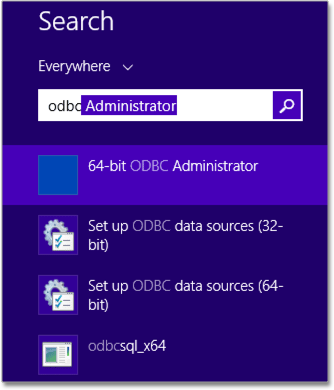 Search
Everywhere
odbc Administrator
64-bit ODBC Administrator
Set up ODBC data sources (32-
bit)
Set up ODBC data sources (64-
bit)
odbcsql_x64